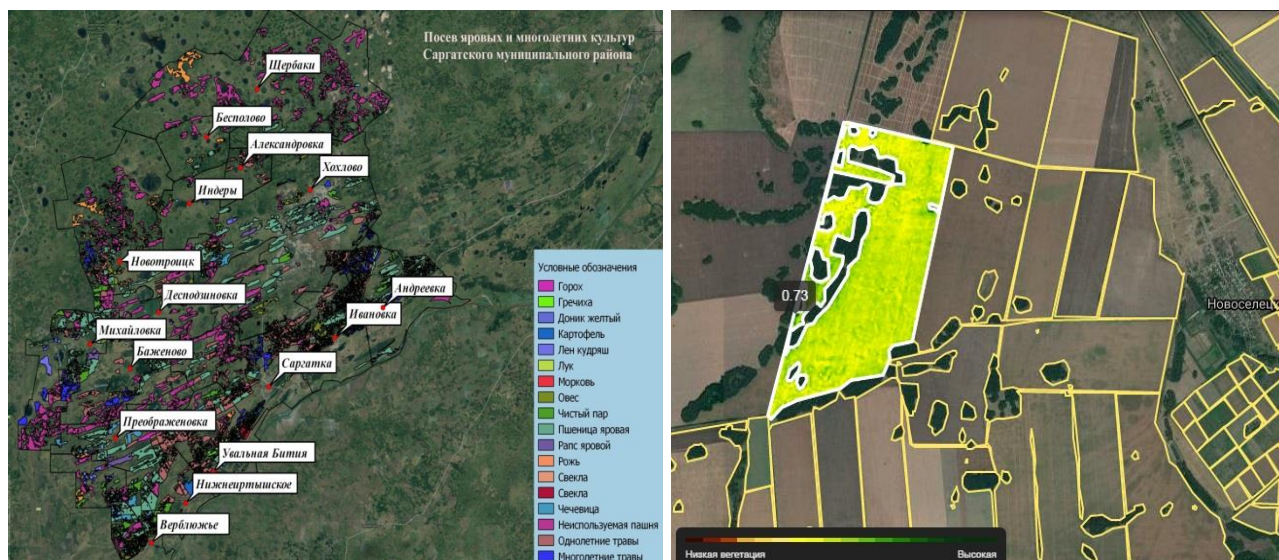 Посев яровых и многолетних культур
Саргатского муниципального района
Щербаки
Бесполово
Александровка
Хохлово
Индеры
Новотроицк
Андреевка
Десподзиновка
Ивановка
Михайловка
Баженово
Саргатка
Преображеновка
Увальная Бития
Нижнеиртышское
Верблюжье
Условные обозначения
Горох
Гречиха
Доник желтый
Картофель
Лен кудряш
Лук
Морковь
Овес
Чистый пар
Пшеница яровая
Рапс яровой
Рожь
Свекла
Свекла
Чечевица
Неиспользуемая пашня
Однолетние травы
Многолетние травы
0.73
Новоселец
Низкая вегетация
Высокая